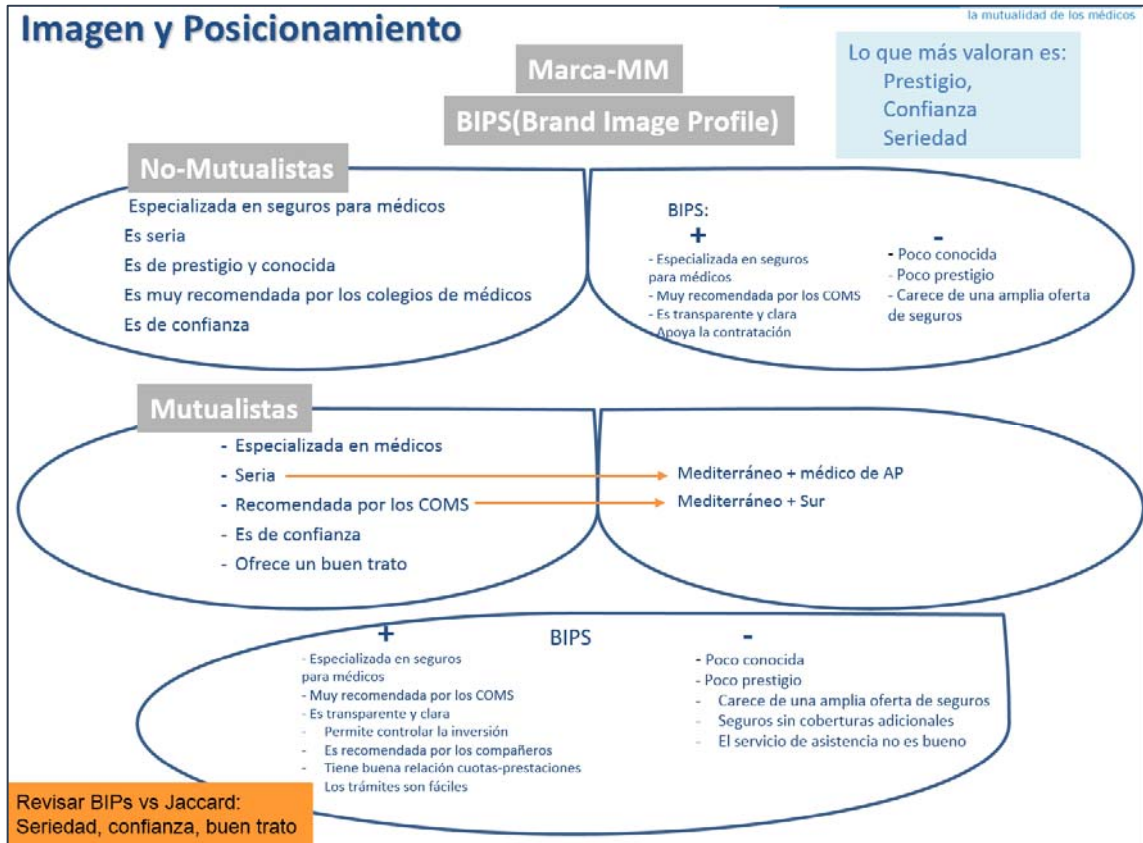 Imagen y Posicionamiento
la mutualidad de los médicos
Marca-MM
BIPS(Brand Image Profile)
Lo que más valoran es:
Prestigio,
Confianza
Seriedad
No-Mutualistas
Especializada en seguros para médicos
Es seria
Es de prestigio y conocida
Es muy recomendada por los colegios de médicos
Es de confianza
BIPS:
+
- Especializada en seguros
para médicos
- Muy recomendada por los COMS
- Es transparente y clara
- Apoya la contratación
-
- Poco conocida
- Poco prestigio
- Carece de una amplia oferta
de seguros
Mutualistas
- Especializada en médicos
- Seria
- Recomendada por los COMS
- Es de confianza
- Ofrece un buen trato
Mediterráneo + médico de AP
Mediterráneo + Sur
BIPS
+
- Especializada en seguros
para médicos
- Muy recomendada por los COMS
- Es transparente y clara
- Permite controlar la inversión
- Es recomendada por los compañeros
- Tiene buena relación cuotas-prestaciones
Los trámites son fáciles
-
- Poco conocida
- Poco prestigio
- Carece de una amplia oferta de seguros
- Seguros sin coberturas adicionales
- El servicio de asistencia no es bueno
Revisar BIPs vs Jaccard:
Seriedad, confianza, buen trato